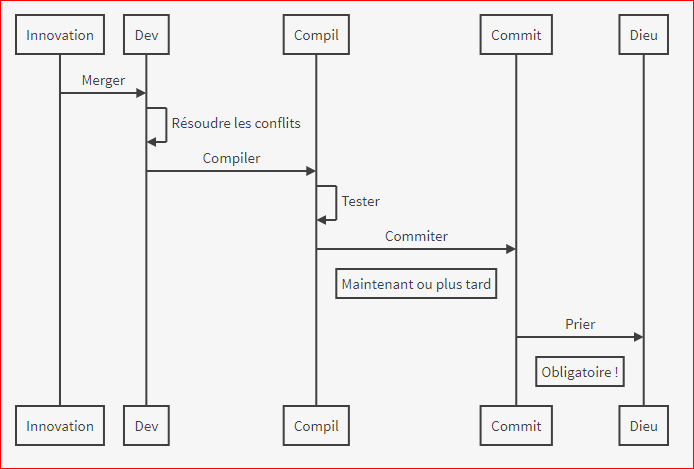 Innovation
Dev
Compil
Commit
Dieu
Merger
Résoudre les conflits
Compiler
Tester
Commiter
Maintenant ou plus tard
Prier
Obligatoire !
Innovation
Dev
Compil
Commit
Dieu